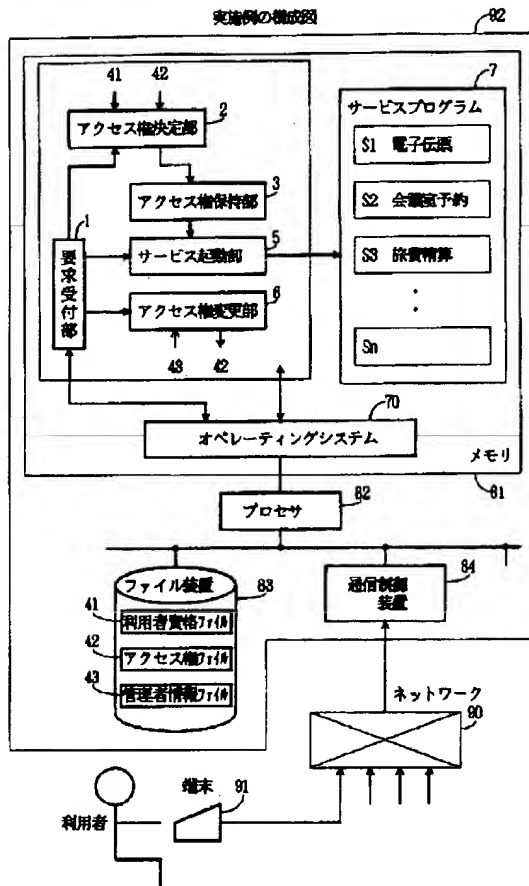 実施例の構成図
92
41
42
2
アクセス権決定部
3
アクセス権保持部
1
要求受付部
5
サービス起動部
6
アクセス権変更部
43
42
7
サービスプログラム
S1 電子伝票
S2 会議室予約
S3 旅費精算
Sn
70
オペレーティングシステム
メモリ
81
82
プロセサ
ファイル装置
83
41
利用者資格ファイル
42
アクセス権ファイル
43
管理者情報ファイル
84
通信制御
装置
ネットワーク
90
端末
91
利用者